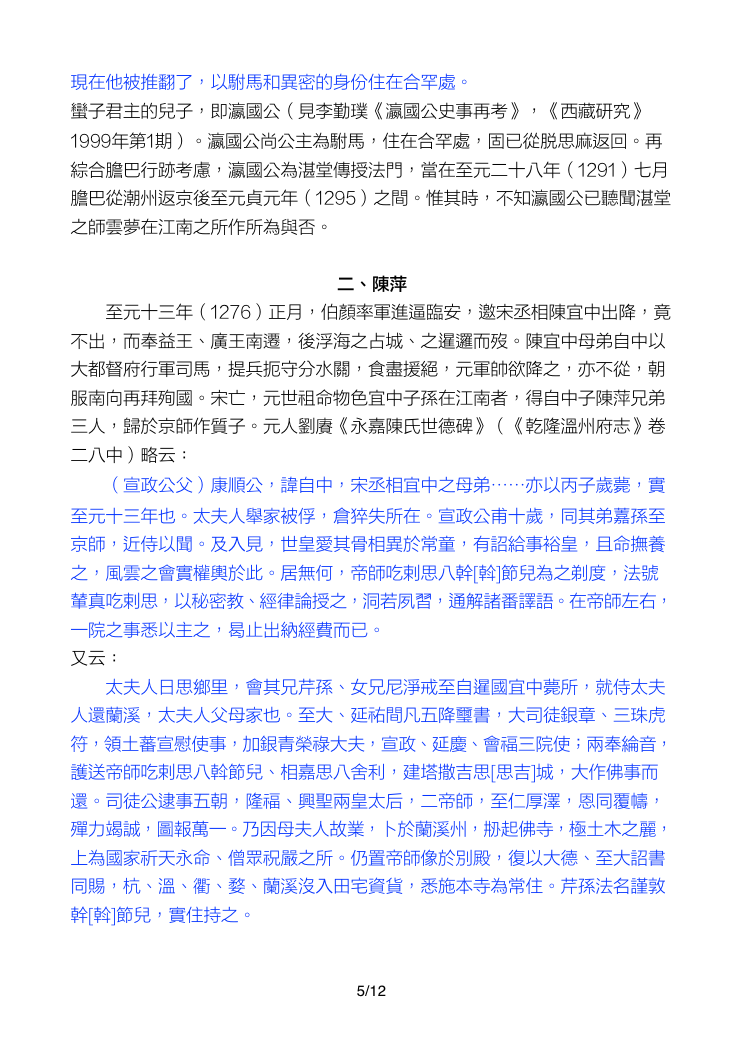 現在他被推翻了，以駙馬和異密的身份住在合罕處。
蠻子君主的兒子，即瀛國公（見李勤璞《瀛國公史事再考》，《西藏研究》
1999年第1期）。瀛國公尚公主為駙馬，住在合罕處，固已從脱思麻返回。再
綜合膽巴行跡考慮，瀛國公為湛堂傳授法門，當在至元二十八年（1291）七月
膽巴從潮州返京後至元貞元年（1295）之間。惟其時，不知瀛國公已聽聞湛堂
之師雲夢在江南之所作所為與否。
二、陳萍
至元十三年（1276）正月，伯顏率軍進逼臨安，邀宋丞相陳宜中出降，竟
不出，而奉益王、廣王南遷，後浮海之占城、之暹邏而歿。陳宜中母弟自中以
大都督府行軍司馬，提兵扼守分水關，食盡援絕，元軍帥欲降之，亦不從，朝
服南向再拜殉國。宋亡，元世祖命物色宜中子孫在江南者，得自中子陳萍兄弟
三人，歸於京師作質子。元人劉賡《永嘉陳氏世德碑》（《乾隆溫州府志》卷
二八中）略云：
（宣政公父）康順公，諱自中，宋丞相宜中之母弟⋯⋯亦以丙子歲薨，實
至元十三年也。太夫人舉家被俘，倉猝失所在。宣政公甫十歲，同其弟藎孫至
京師，近侍以聞。及入見，世皇愛其骨相異於常童，有詔給事裕皇，且命撫養
之，風雲之會實權輿於此。居無何，帝師吃剌思八幹[斡]節兒為之剃度，法號
輦真吃剌思，以秘密教、經律論授之，洞若夙習，通解諸番譯語。在帝師左右，
一院之事悉以主之，曷止出納經費而已。
又云：
太夫人日思鄉里，會其兄芹孫、女兄尼淨戒至自暹國宜中薨所，就侍太夫
人還蘭溪，太夫人父母家也。至大、延祐間凡五降璽書，大司徒銀章、三珠虎
符，領土蕃宣慰使事，加銀青榮祿大夫，宣政、延慶、會福三院使；兩奉綸音，
護送帝師吃剌思八斡節兒、相嘉思八舍利，建塔撒吉思[思吉]城，大作佛事而
還。司徒公逮事五朝，隆福、興聖兩皇太后，二帝師，至仁厚澤，恩同覆幬，
殫力竭誠，圖報萬一。乃因母夫人故業，卜於蘭溪州，刱起佛寺，極土木之麗，
上為國家祈天永命、僧眾祝嚴之所。仍置帝師像於別殿，復以大德、至大詔書
同賜，杭、溫、衢、婺、蘭溪沒入田宅資貨，悉施本寺為常住。芹孫法名謹敦
幹[斡]節兒，實住持之。
5/12